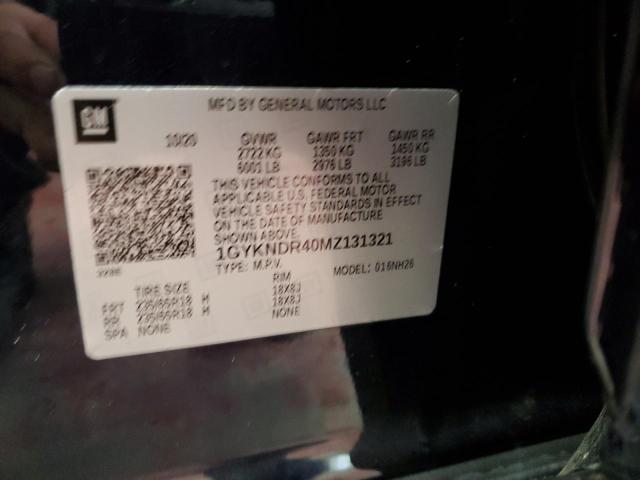 GM
MFD BY GENERAL MOTORS LLC
10/20 GVWR GAWR FRT GAWR RR
2722 KG 1350 KG 1450 KG
6001 LB 2976 LB 3196 LB
THIS VEHICLE CONFORMS TO ALL
APPLICABLE U.S. FEDERAL MOTOR
VEHICLE SAFETY STANDARDS IN EFFECT
ON THE DATE OF MANUFACTURE
SHOWN ABOVE.
1GYKNDR40MZ131321
TYPE: M.P.V. MODEL: 016NH26
TIRE SIZE RIM
FRT 235/65R18 H 18X8J
RR 235/65R18 H 18X8J
SPA NONE NONE